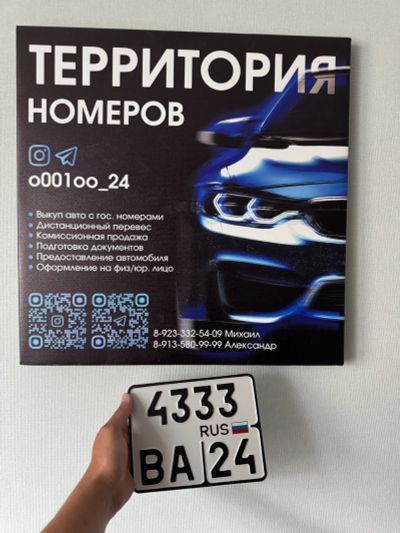 ТЕРРИТОРИЯ
НОМЕРОВ
o001oo_24
• Выкуп авто с гос. номерами
• Дистанционный перевес
• Комиссионная продажа
• Подготовка документов
• Предоставление автомобиля
• Оформление на физ/юр. лицо
8-923-332-54-09 Михаил
8-913-580-99-99 Александр
4333
RUS
ВА 24